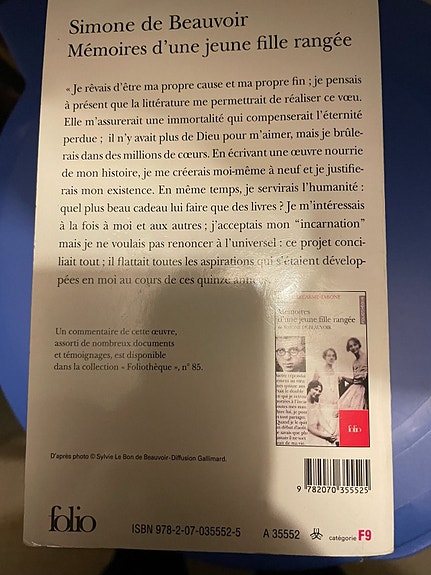 Simone de Beauvoir
Mémoires d'une jeune fille rangée
« Je rêvais d'être ma propre cause et ma propre fin ; je pensais
à présent que la littérature me permettrait de réaliser ce vœu.
Elle m'assurerait une immortalité qui compenserait l'éternité
perdue ; il n'y avait plus de Dieu pour m'aimer, mais je brûle-
rais dans des millions de cœurs. En écrivant une œuvre nourrie
de mon histoire, je me créerais moi-même à neuf et je justifie-
rais mon existence. En même temps, je servirais l'humanité :
quel plus beau cadeau lui faire que des livres ? Je m'intéressais
à la fois à moi et aux autres ; j'acceptais mon "incarnation"
mais je ne voulais pas renoncer à l'universel : ce projet conci-
liait tout ; il flattait toutes les aspirations qui s'étaient dévelop-
pées en moi au cours de ces quinze années.
Un commentaire de cette œuvre,
assorti de nombreux documents
et témoignages, est disponible
dans la collection « Foliothèque », n° 85.
Mémoires
d'une jeune fille rangée
de SIMONE DE BEAUVOIR
folio
D'après photo © Sylvie Le Bon de Beauvoir-Diffusion Gallimard.
9 782070 355525
folio
ISBN 978-2-07-035552-5
A 35552
catégorie F9